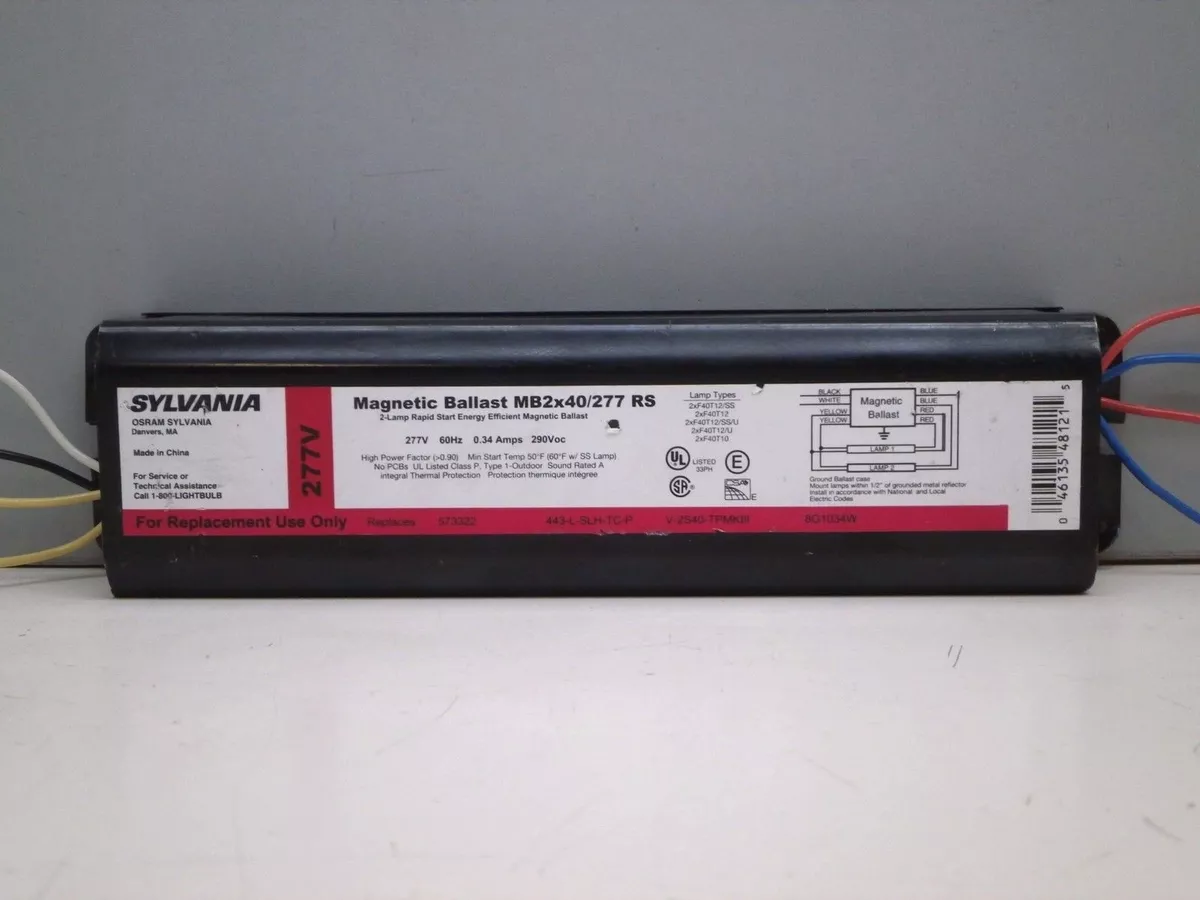 SYLVANIA
OSRAM SYLVANIA
Danvers, MA
Made in China
For Service or
Technical Assistance
Call 1-800-LIGHTBULB
277V
Magnetic Ballast MB2x40/277 RS
2-Lamp Rapid Start Energy Efficient Magnetic Ballast
277V 60Hz 0.34 Amps 290Voc
High Power Factor (>0.90) Min Start Temp 50°F (60°F w/ SS Lamp)
No PCBs UL Listed Class P, Type 1-Outdoor Sound Rated A
integral Thermal Protection Protection thermique intégrée
Lamp Types
2xF40T12/SS
2xF40T12
2xF40T12/SS/U
2xF40T12/U
2xF40T10
UL LISTED
33PH
E
SA
CSA
E
BLACK
WHITE
YELLOW
YELLOW
Magnetic
Ballast
BLUE
BLUE
RED
RED
LAMP 1
LAMP 2
Ground Ballast case
Mount lamps within 1/2" of grounded metal reflector
Install in accordance with National and Local
Electric Codes
0 46135 48121 5
For Replacement Use Only Replaces 573322 443-L-SLH-TC-P 8G1034W